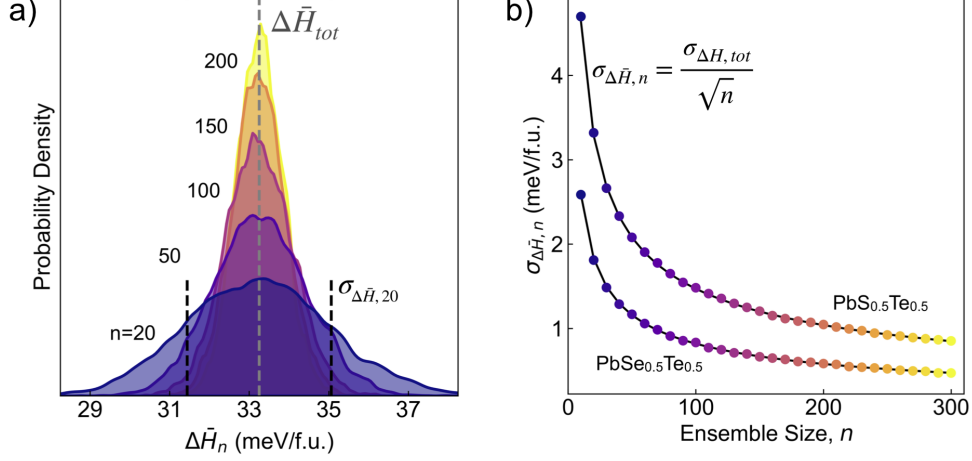 a)
ΔH̄tot
200
150
100
50
n=20
σΔH̄, 20
Probability Density
29 31 33 35 37
ΔH̄n (meV/f.u.)
b)
σΔH̄, n = σΔH, tot / √n
PbS0.5Te0.5
PbSe0.5Te0.5
σΔH̄, n (meV/f.u.)
4
3
2
1
0 100 200 300
Ensemble Size, n